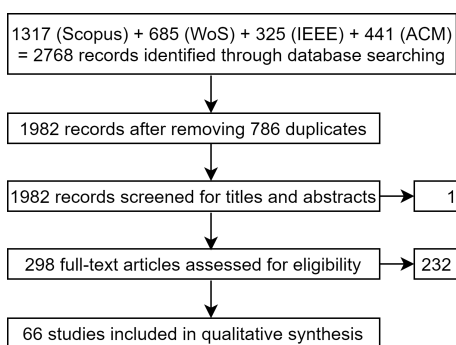 1317 (Scopus) + 685 (WoS) + 325 (IEEE) + 441 (ACM)
= 2768 records identified through database searching
1982 records after removing 786 duplicates
1982 records screened for titles and abstracts
1
298 full-text articles assessed for eligibility
232
66 studies included in qualitative synthesis